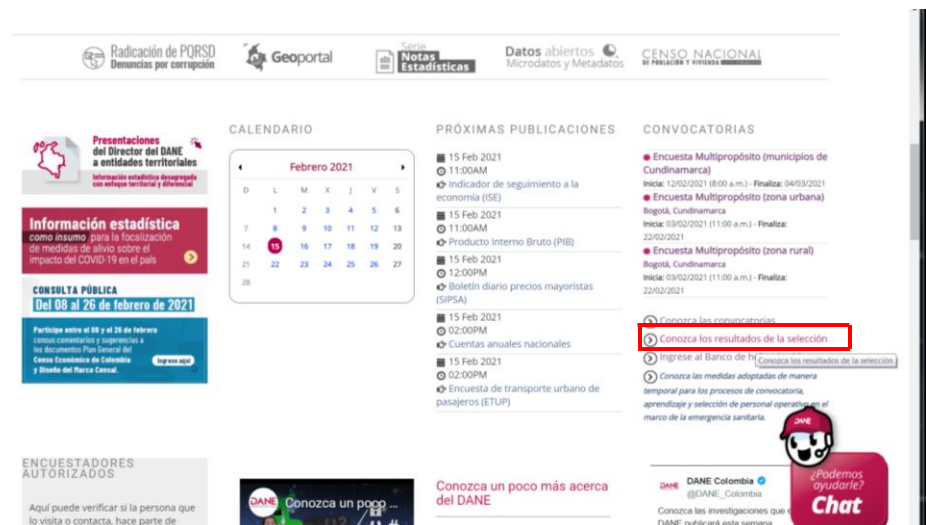 Radicación de PQRSD
Denuncias por corrupción
Geoportal
Serie
Notas
Estadísticas
Datos abiertos
Microdatos y Metadatos
CENSO NACIONAL
DE POBLACIÓN Y VIVIENDA
Presentaciones
del Director del DANE
a entidades territoriales
Información estadística desagregada
con enfoque territorial y diferencial
Información estadística
como insumo para la focalización
de medidas de alivio sobre el
impacto del COVID-19 en el país
CONSULTA PÚBLICA
Del 08 al 26 de febrero de 2021
Participe entre el 08 y el 26 de febrero
census comentarios y sugerencias a
los documentos Plan General del
Censo Económico de Colombia
y Diseño del Marco Censal.
Ingrese aquí
ENCUESTADORES
AUTORIZADOS
Aquí puede verificar si la persona que
lo visita o contacta, hace parte de
CALENDARIO
Febrero 2021
D L M X J V S
1 2 3 4 5 6
7 8 9 10 11 12 13
14 15 16 17 18 19 20
21 22 23 24 25 26 27
28
DANE Conozca un poco ...
PRÓXIMAS PUBLICACIONES
15 Feb 2021
11:00AM
Indicador de seguimiento a la
economía (ISE)
15 Feb 2021
11:00AM
Producto Interno Bruto (PIB)
15 Feb 2021
12:00PM
Boletín diario precios mayoristas
(SIPSA)
15 Feb 2021
02:00PM
Cuentas anuales nacionales
15 Feb 2021
02:00PM
Encuesta de transporte urbano de
pasajeros (ETUP)
Conozca un poco más acerca
del DANE
CONVOCATORIAS
Encuesta Multipropósito (municipios de
Cundinamarca)
Inicia: 12/02/2021 (8:00 a.m.) - Finaliza: 04/03/2021
Encuesta Multipropósito (zona urbana)
Bogotá, Cundinamarca
Inicia: 03/02/2021 (11:00 a.m.) - Finaliza:
22/02/2021
Encuesta Multipropósito (zona rural)
Bogotá, Cundinamarca
Inicia: 03/02/2021 (11:00 a.m.) - Finaliza:
22/02/2021
Conozca las convocatorias
Conozca los resultados de la selección
Ingrese al Banco de
Conozca los resultados de la selección
Conozca las medidas adoptadas de manera
temporal para los procesos de convocatoria,
aprendizaje y selección de personal operativo en el
marco de la emergencia sanitaria.
DANE
¿Podemos
ayudarle?
Chat
DANE DANE Colombia
@DANE_Colombia
Conozca las investigaciones que
DANE publicará esta semana